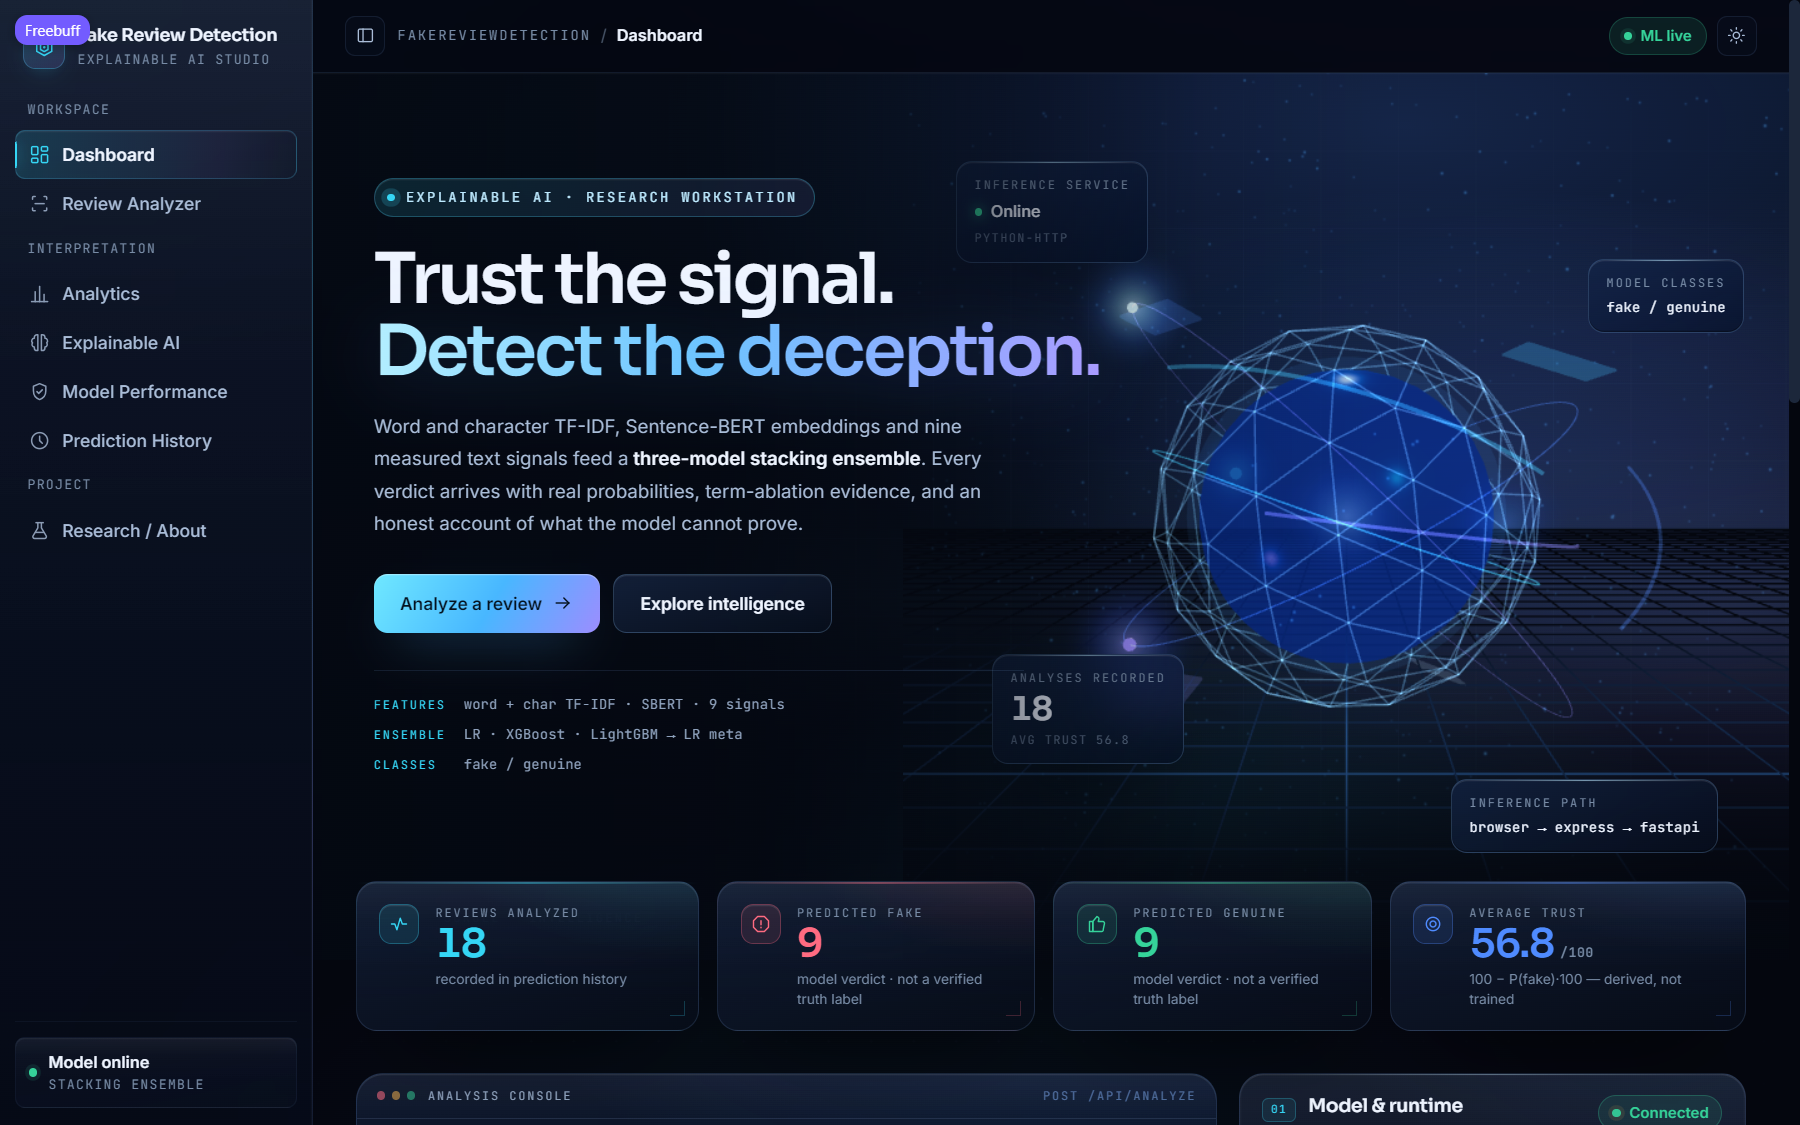 Freebuff
ake Review Detection
EXPLAINABLE AI STUDIO
WORKSPACE
Dashboard
Review Analyzer
INTERPRETATION
Analytics
Explainable AI
Model Performance
Prediction History
PROJECT
Research / About
Model online
STACKING ENSEMBLE
FAKEREVIEWDETECTION / Dashboard
ML live
EXPLAINABLE AI · RESEARCH WORKSTATION
Trust the signal.
Detect the deception.
Word and character TF-IDF, Sentence-BERT embeddings and nine
measured text signals feed a three-model stacking ensemble. Every
verdict arrives with real probabilities, term-ablation evidence, and an
honest account of what the model cannot prove.
Analyze a review →
Explore intelligence
FEATURES word + char TF-IDF · SBERT · 9 signals
ENSEMBLE LR · XGBoost · LightGBM → LR meta
CLASSES fake / genuine
INFERENCE SERVICE
Online
PYTHON-HTTP
MODEL CLASSES
fake / genuine
ANALYSES RECORDED
18
AVG TRUST 56.8
INFERENCE PATH
browser → express → fastapi
REVIEWS ANALYZED
18
recorded in prediction history
PREDICTED FAKE
9
model verdict · not a verified
truth label
PREDICTED GENUINE
9
model verdict · not a verified
truth label
AVERAGE TRUST
56.8 /100
100 − P(fake)·100 — derived, not
trained
ANALYSIS CONSOLE
POST /API/ANALYZE
01 Model & runtime
Connected